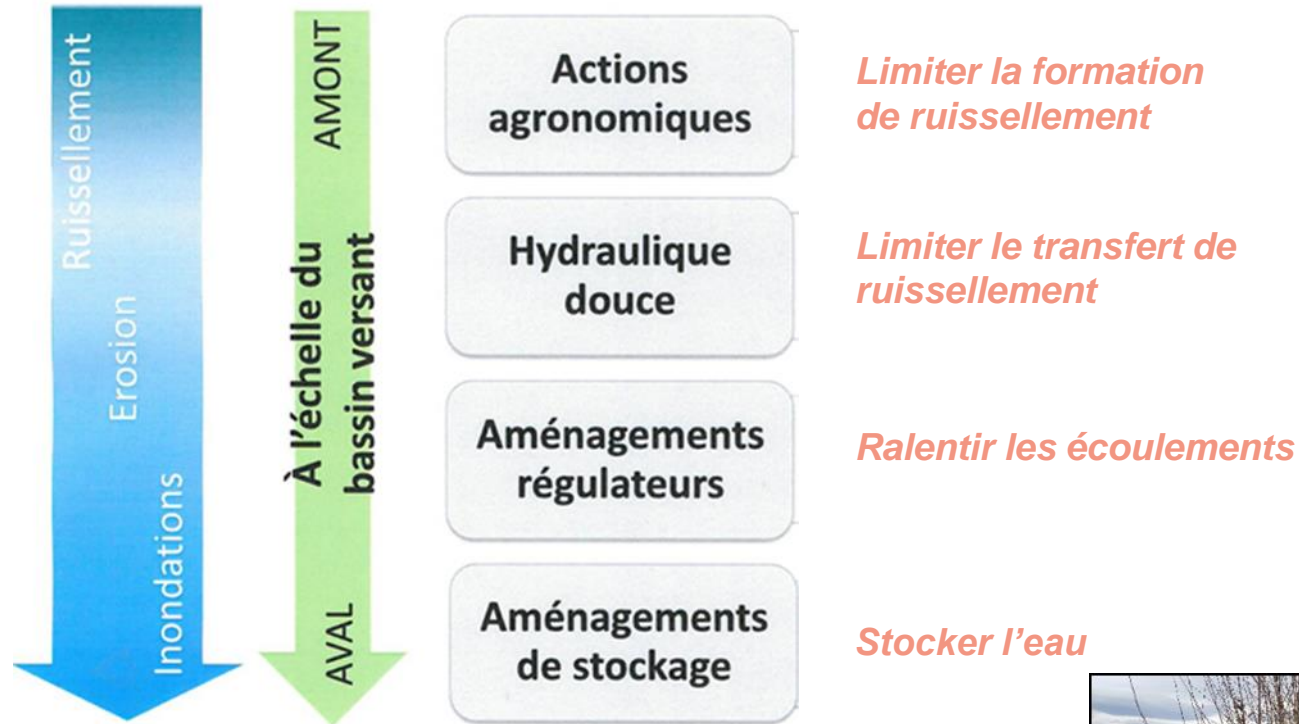 Ruissellement
Erosion
Inondations
AMONT
À l’échelle du
bassin versant
AVAL
Actions
agronomiques
Limiter la formation
de ruissellement
Hydraulique
douce
Limiter le transfert de
ruissellement
Aménagements
régulateurs
Ralentir les écoulements
Aménagements
de stockage
Stocker l’eau